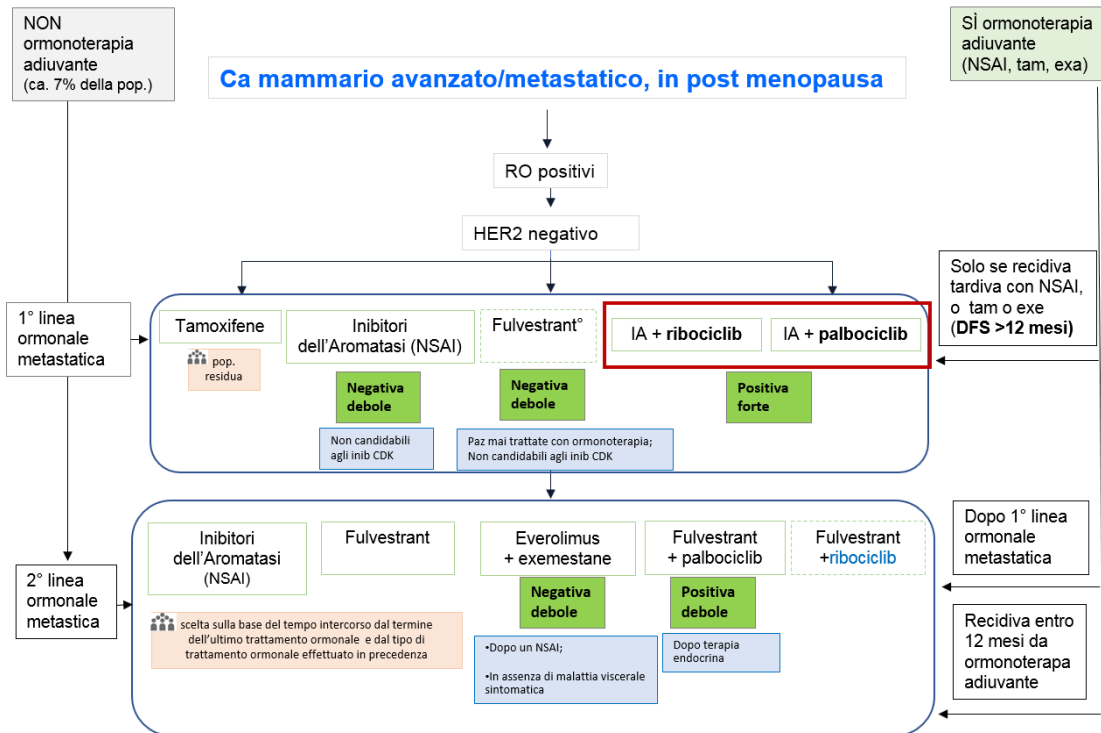 NON
ormonoterapia
adiuvante
(ca. 7% della pop.)
Ca mammario avanzato/metastatico, in post menopausa
SÌ ormonoterapia
adiuvante
(NSAI, tam, exa)
RO positivi
HER2 negativo
Solo se recidiva
tardiva con NSAI,
o tam o exe
(DFS >12 mesi)
1° linea
ormonale
metastatica
Tamoxifene
pop.
residua
Inibitori
dell'Aromatasi (NSAI)
Negativa
debole
Non candidabili
agli inib CDK
Fulvestrant°
Negativa
debole
Paz mai trattate con ormonoterapia;
Non candidabili agli inib CDK
IA + ribociclib
IA + palbociclib
Positiva
forte
2° linea
ormonale
metastica
Inibitori
dell'Aromatasi
(NSAI)
Fulvestrant
scelta sulla base del tempo intercorso dal termine
dell'ultimo trattamento ormonale e dal tipo di
trattamento ormonale effettuato in precedenza
Everolimus
+ exemestane
Negativa
debole
•Dopo un NSAI;
•In assenza di malattia viscerale
sintomatica
Fulvestrant
+ palbociclib
Positiva
debole
Dopo terapia
endocrina
Fulvestrant
+ribociclib
Dopo 1° linea
ormonale
metastatica
Recidiva entro
12 mesi da
ormonoterapa
adiuvante